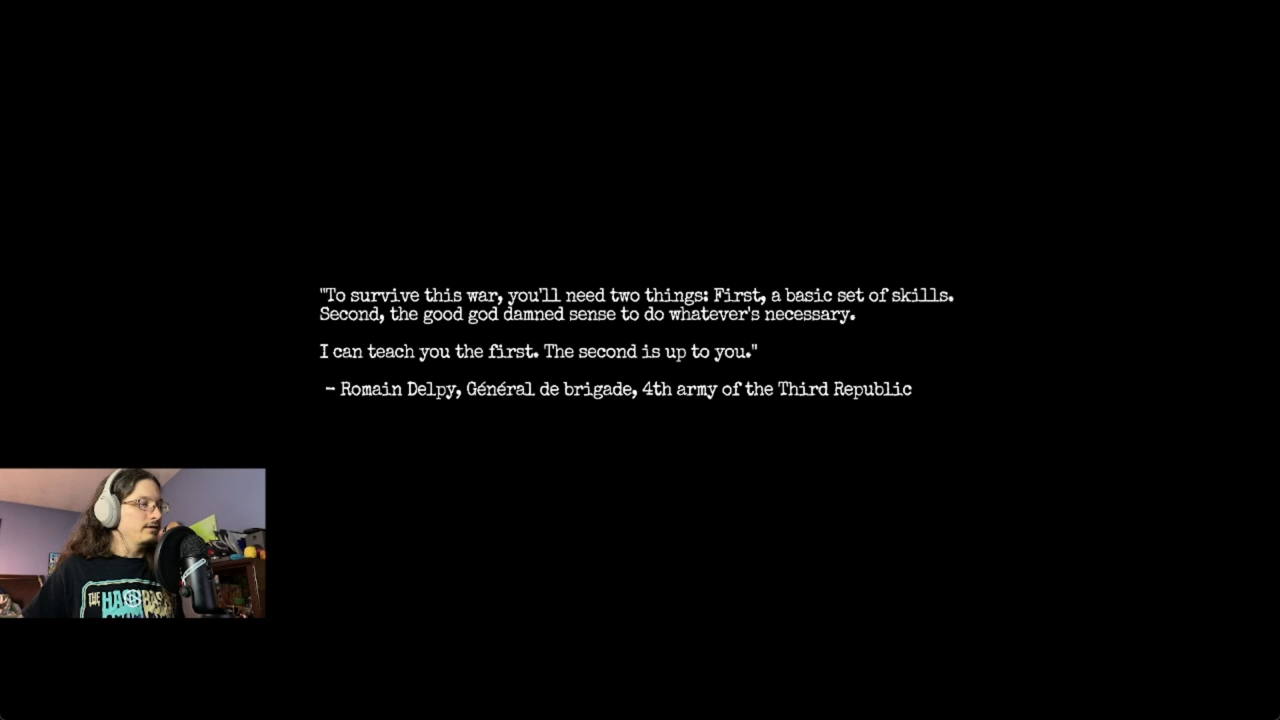 "To survive this war, you'll need two things: First, a basic set of skills.
Second, the good god damned sense to do whatever's necessary.
I can teach you the first. The second is up to you."
– Romain Delpy, Général de brigade, 4th army of the Third Republic
THE